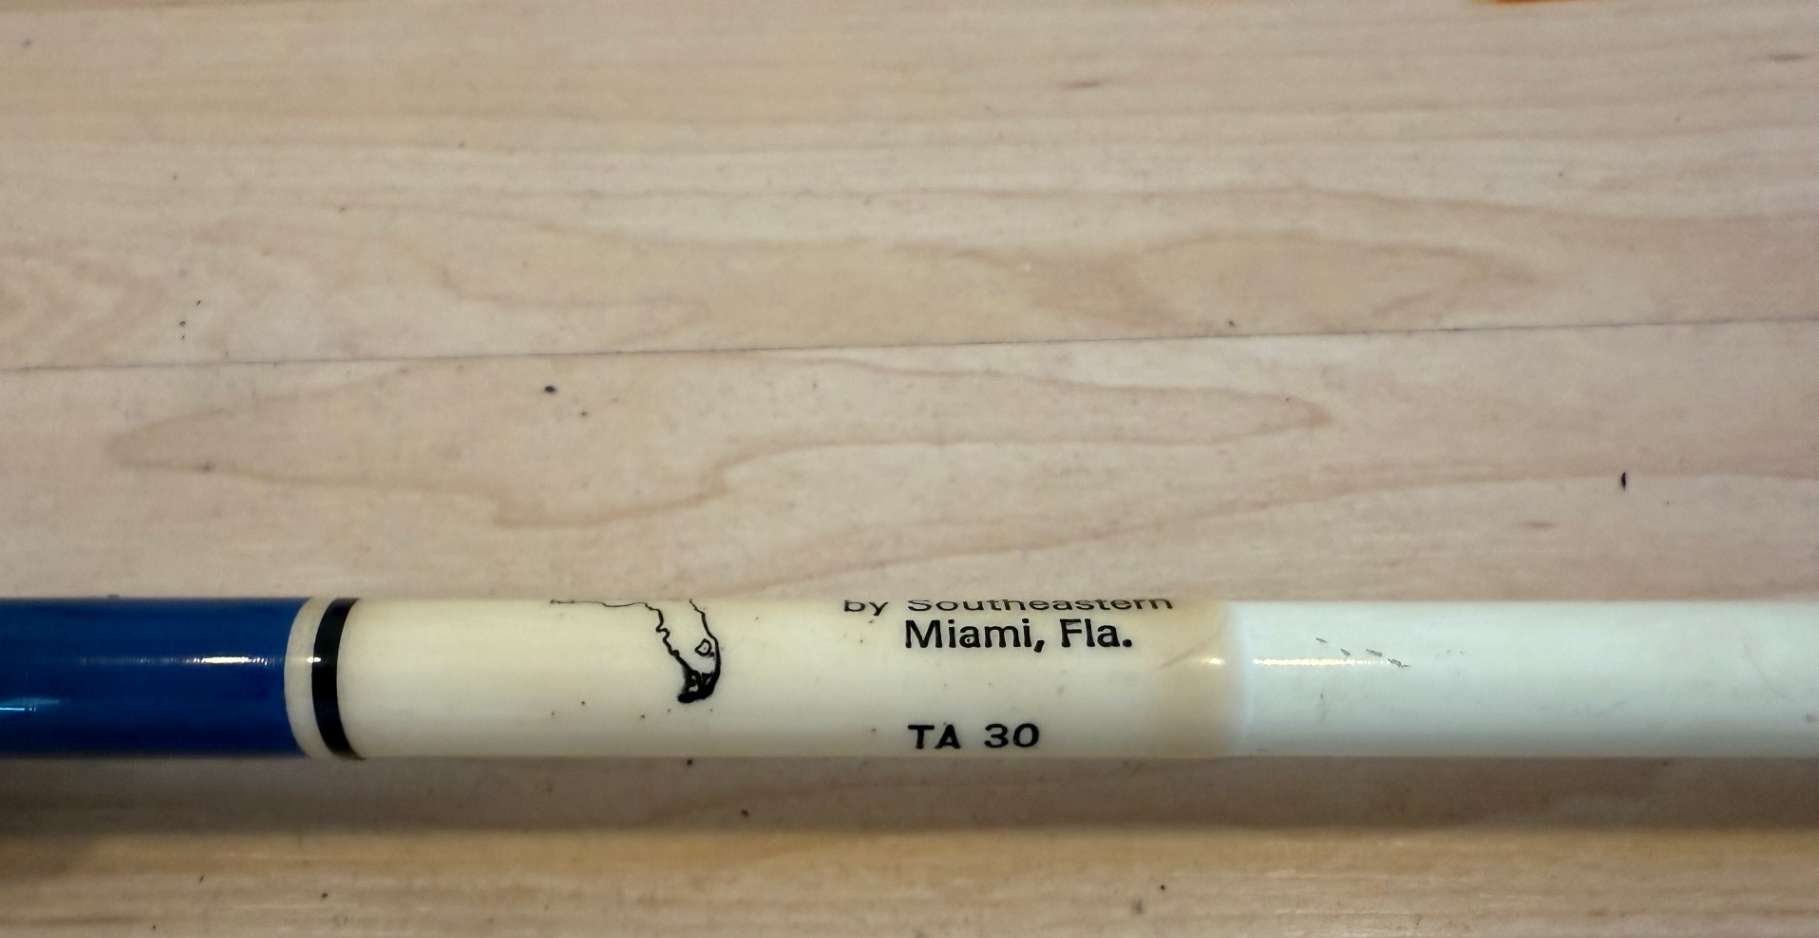 by Southeastern
Miami, Fla.
TA 30